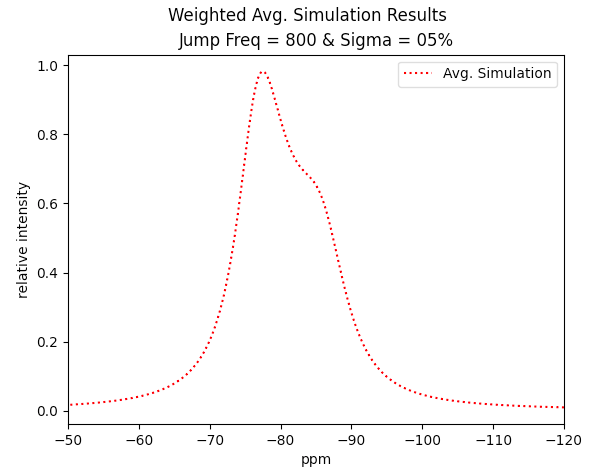 Weighted Avg. Simulation Results
Jump Freq = 800 & Sigma = 05%
Avg. Simulation
1.0
0.8
0.6
0.4
0.2
0.0
relative intensity
−50 −60 −70 −80 −90 −100 −110 −120
ppm